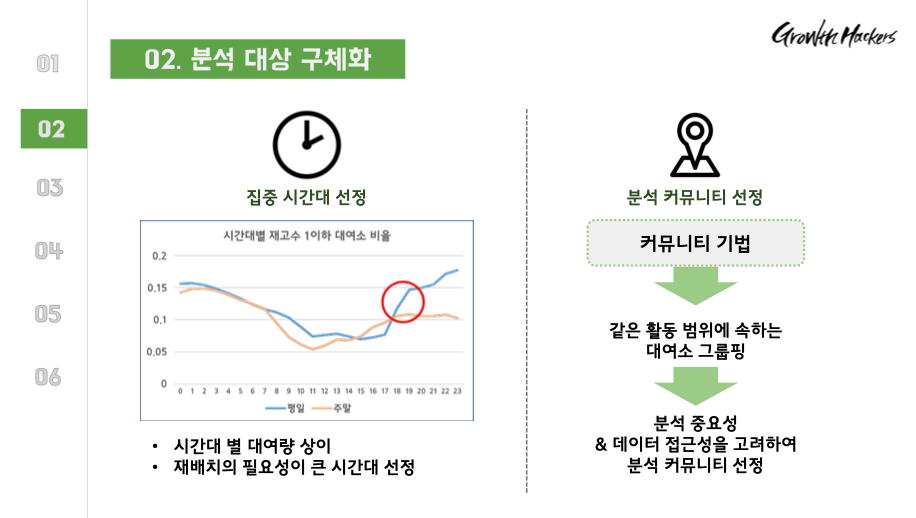 Growth Hackers
01
02
03
04
05
06
02. 분석 대상 구체화
집중 시간대 선정
시간대별 재고수 1이하 대여소 비율
0.2
0.15
0.1
0.05
0
0 1 2 3 4 5 6 7 8 9 10 11 12 13 14 15 16 17 18 19 20 21 22 23
평일 주말
• 시간대 별 대여량 상이
• 재배치의 필요성이 큰 시간대 선정
분석 커뮤니티 선정
커뮤니티 기법
같은 활동 범위에 속하는
대여소 그룹핑
분석 중요성
& 데이터 접근성을 고려하여
분석 커뮤니티 선정